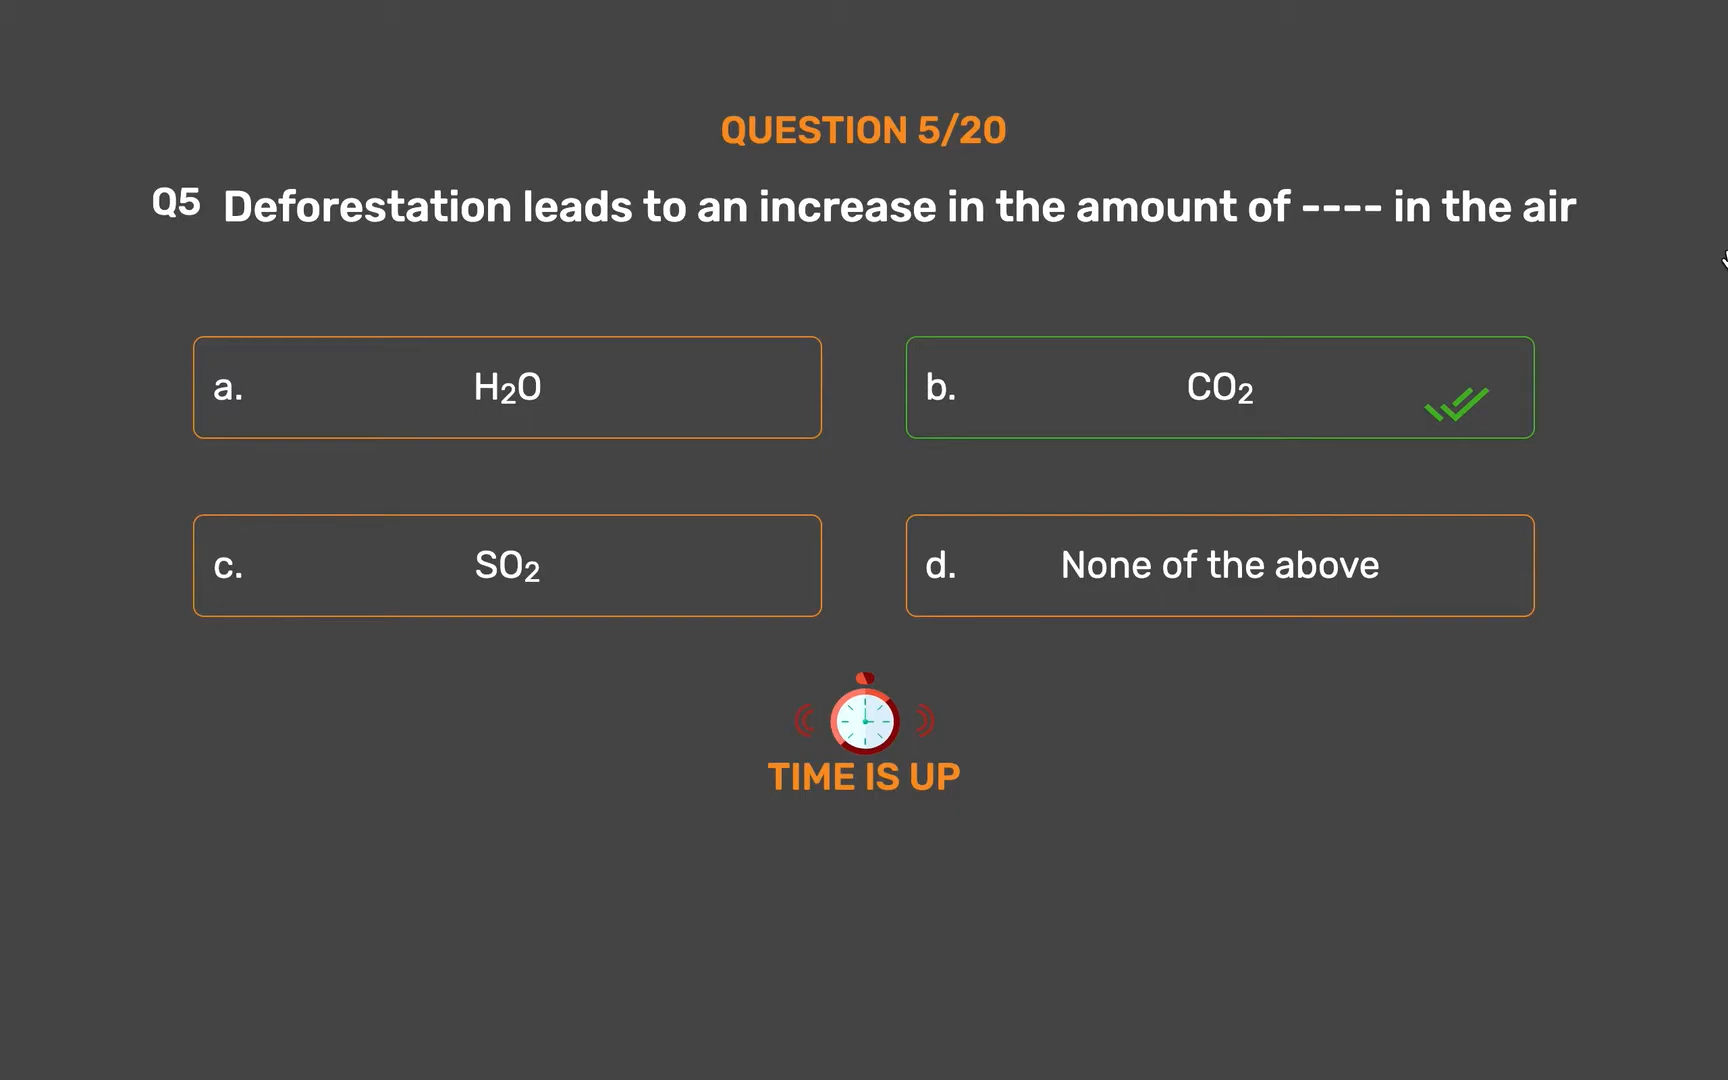 QUESTION 5/20
Q5 Deforestation leads to an increase in the amount of ---- in the air
a. H₂O
b. CO₂
c. SO₂
d. None of the above
TIME IS UP